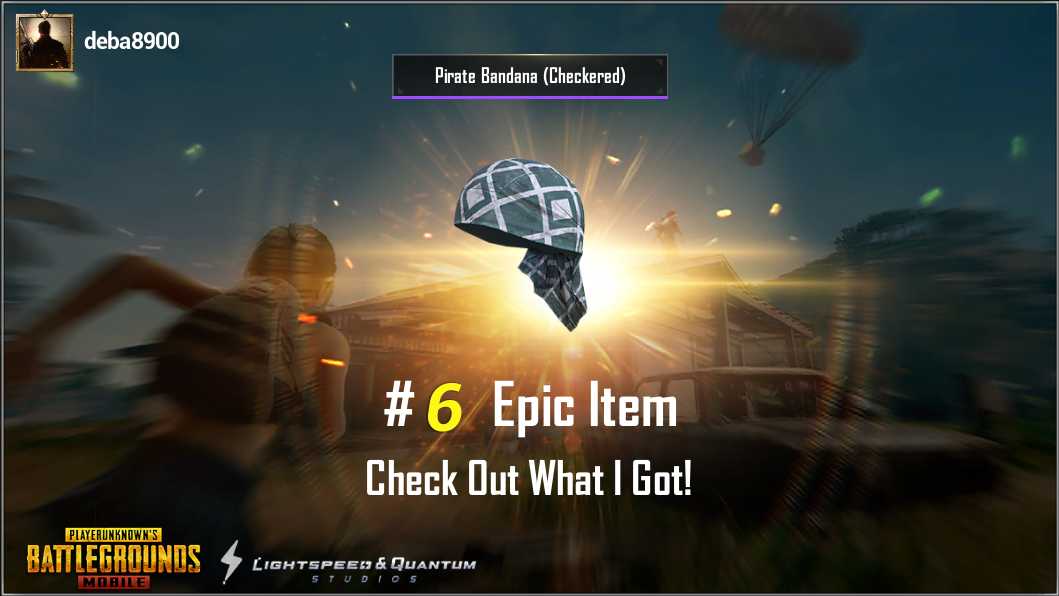 deba8900
Pirate Bandana (Checkered)
# 6 Epic Item
Check Out What I Got!
PLAYERUNKNOWN'S
BATTLEGROUNDS
MOBILE
LIGHTSPEED & QUANTUM
STUDIOS